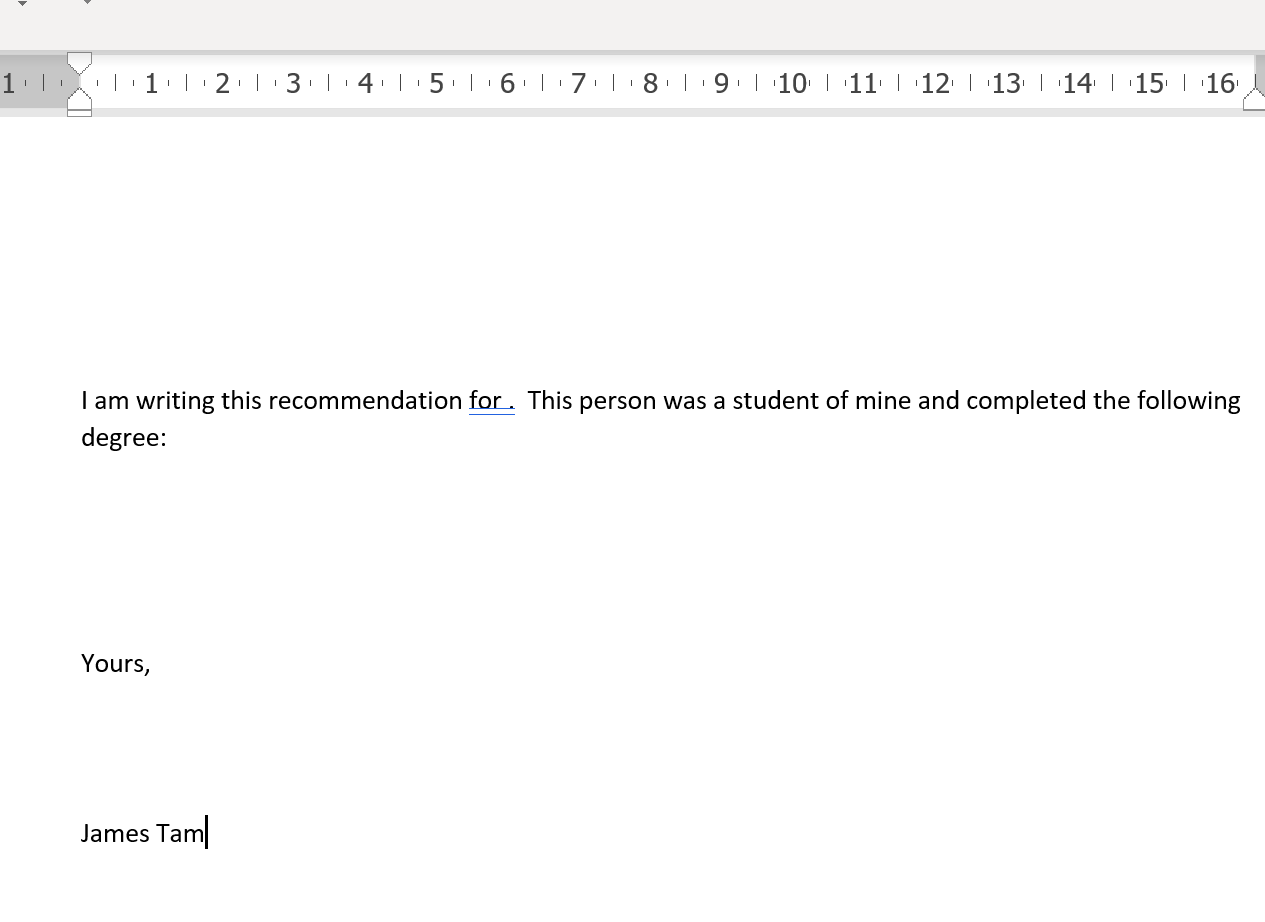 1 1 2 3 4 5 6 7 8 9 10 11 12 13 14 15 16
I am writing this recommendation for .  This person was a student of mine and completed the following
degree:
Yours,
James Tam